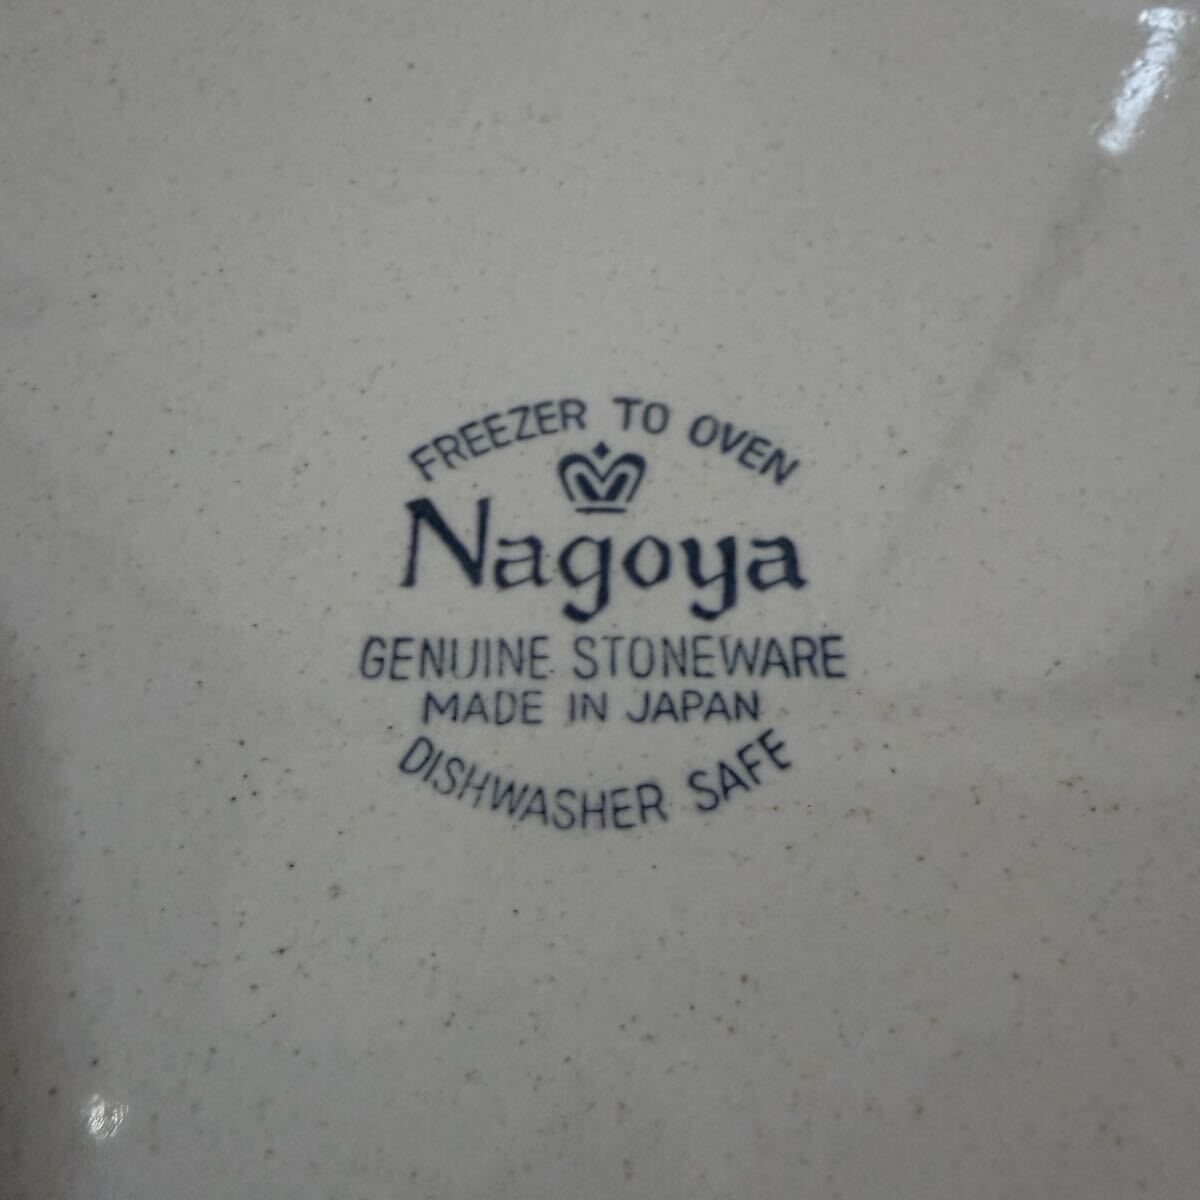 FREEZER TO OVEN
Nagoya
GENUINE STONEWARE
MADE IN JAPAN
DISHWASHER SAFE